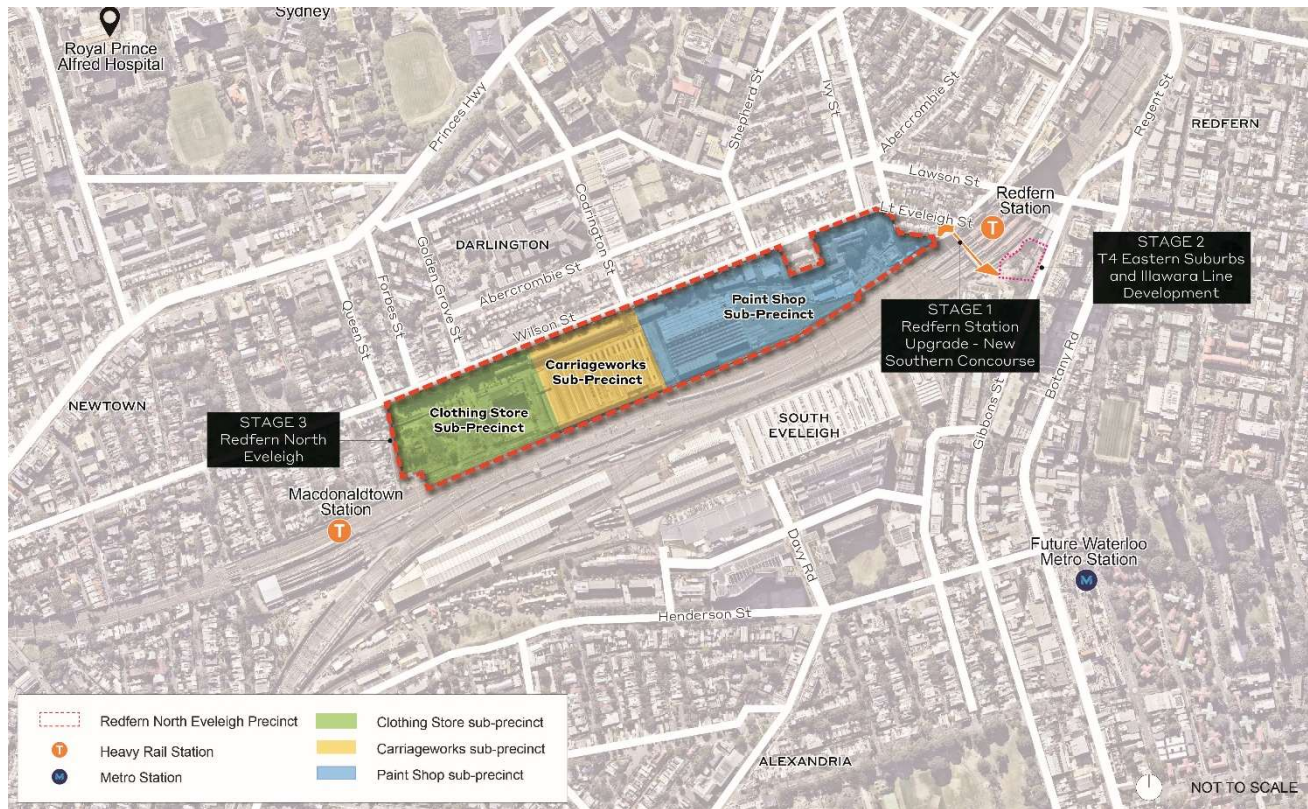 Sydney
Royal Prince
Alfred Hospital
Princes Hwy
Shepherd St
Ivy St
Abercrombie St
Regent St
REDFERN
Lawson St
Redfern
Station
Lt Eveleigh St
T
Codrington St
DARLINGTON
Golden Grove St
Forbes St
Queen St
Abercrombie St
Wilson St
STAGE 2
T4 Eastern Suburbs
and Illawara Line
Development
Paint Shop
Sub-Precinct
STAGE 1
Redfern Station
Upgrade - New
Southern Concourse
Carriageworks
Sub-Precinct
Clothing Store
Sub-Precinct
NEWTOWN
STAGE 3
Redfern North
Eveleigh
SOUTH
EVELEIGH
Gibbons St
Botany Rd
Macdonaldtown
Station
T
Davy Rd
Future Waterloo
Metro Station
M
Henderson St
ALEXANDRIA
Redfern North Eveleigh Precinct
T Heavy Rail Station
M Metro Station
Clothing Store sub-precinct
Carriageworks sub-precinct
Paint Shop sub-precinct
NOT TO SCALE